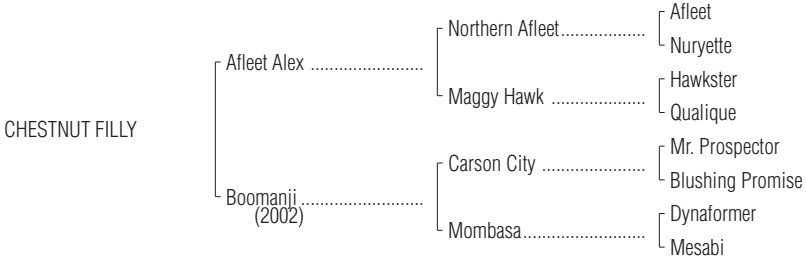 Afleet
Northern Afleet....................
Nuryette
Afleet Alex ........................
Hawkster
Maggy Hawk ....................
Qualique
CHESTNUT FILLY
Mr. Prospector
Carson City ......................
Blushing Promise
Boomanji ..........................
(2002)
Dynaformer
Mombasa..........................
Mesabi